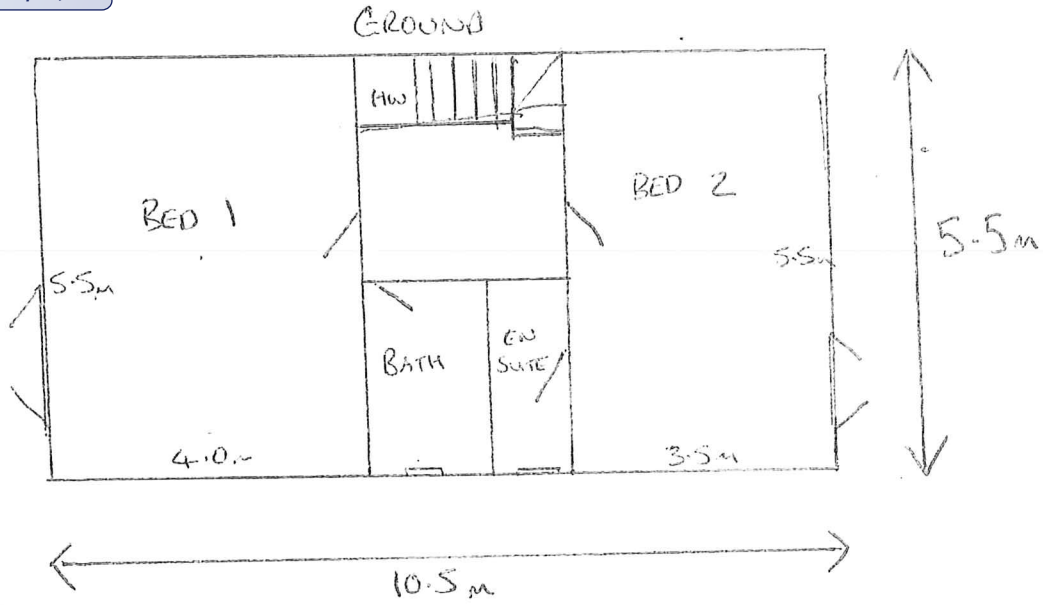 GROUND
HW
BED 1
BED 2
5.5m
5.5m
5.5m
BATH
EN
SUITE
4.0m
3.5m
10.5m